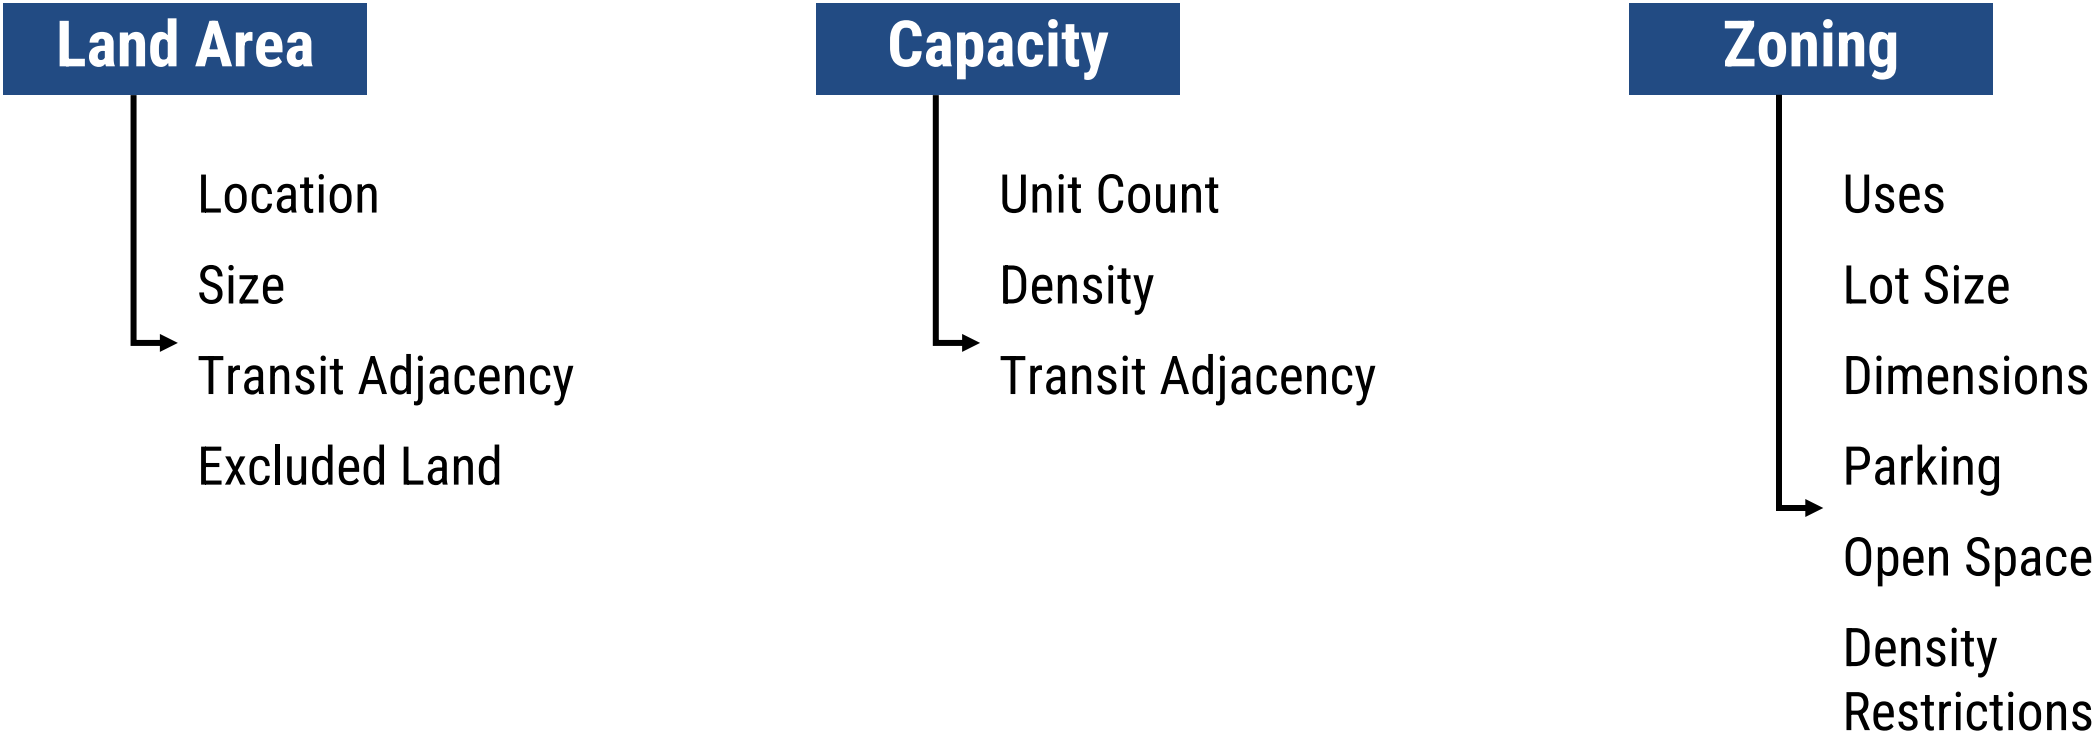 Land Area
Location
Size
Transit Adjacency
Excluded Land
Capacity
Unit Count
Density
Transit Adjacency
Zoning
Uses
Lot Size
Dimensions
Parking
Open Space
Density
Restrictions